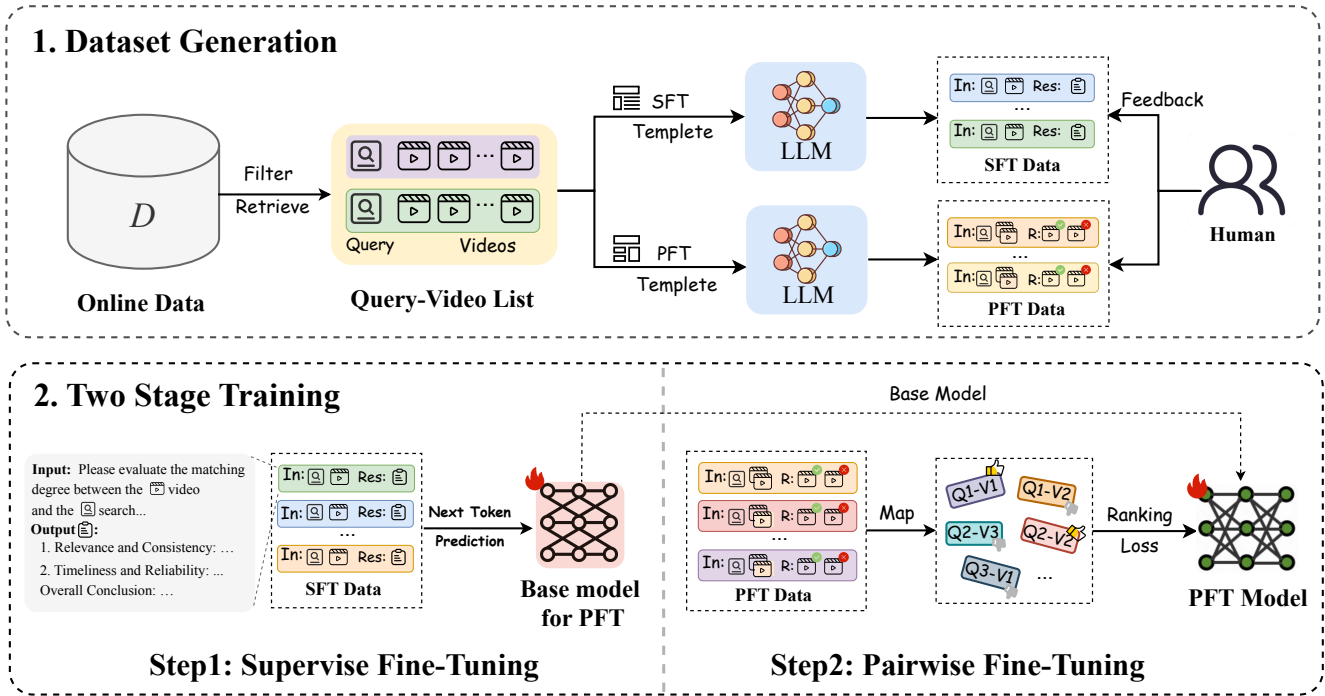 1. Dataset Generation
D
Online Data
Filter
Retrieve
Query
Videos
Query-Video List
SFT
Templete
PFT
Templete
LLM
LLM
In: Res:
...
In: Res:
SFT Data
In: R:
...
In: R:
PFT Data
Feedback
Human
2. Two Stage Training
Input: Please evaluate the matching
degree between the video
and the search...
Output:
1. Relevance and Consistency: …
2. Timeliness and Reliability: ...
Overall Conclusion: …
In: Res:
In: Res:
...
In: Res:
SFT Data
Next Token
Prediction
Base model
for PFT
Step1: Supervise Fine-Tuning
Base Model
In: R:
In: R:
...
In: R:
PFT Data
Map
Q1-V1
Q1-V2
Q2-V3
Q2-V2
Q3-V1
...
Ranking
Loss
PFT Model
Step2: Pairwise Fine-Tuning